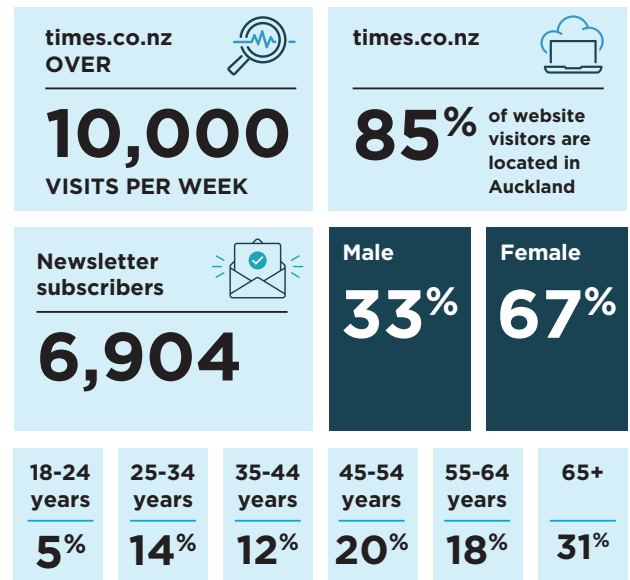 times.co.nz
OVER
10,000
VISITS PER WEEK
times.co.nz
85%
of website
visitors are
located in
Auckland
Newsletter
subscribers
6,904
Male
33%
Female
67%
18-24
years
5%
25-34
years
14%
35-44
years
12%
45-54
years
20%
55-64
years
18%
65+
31%